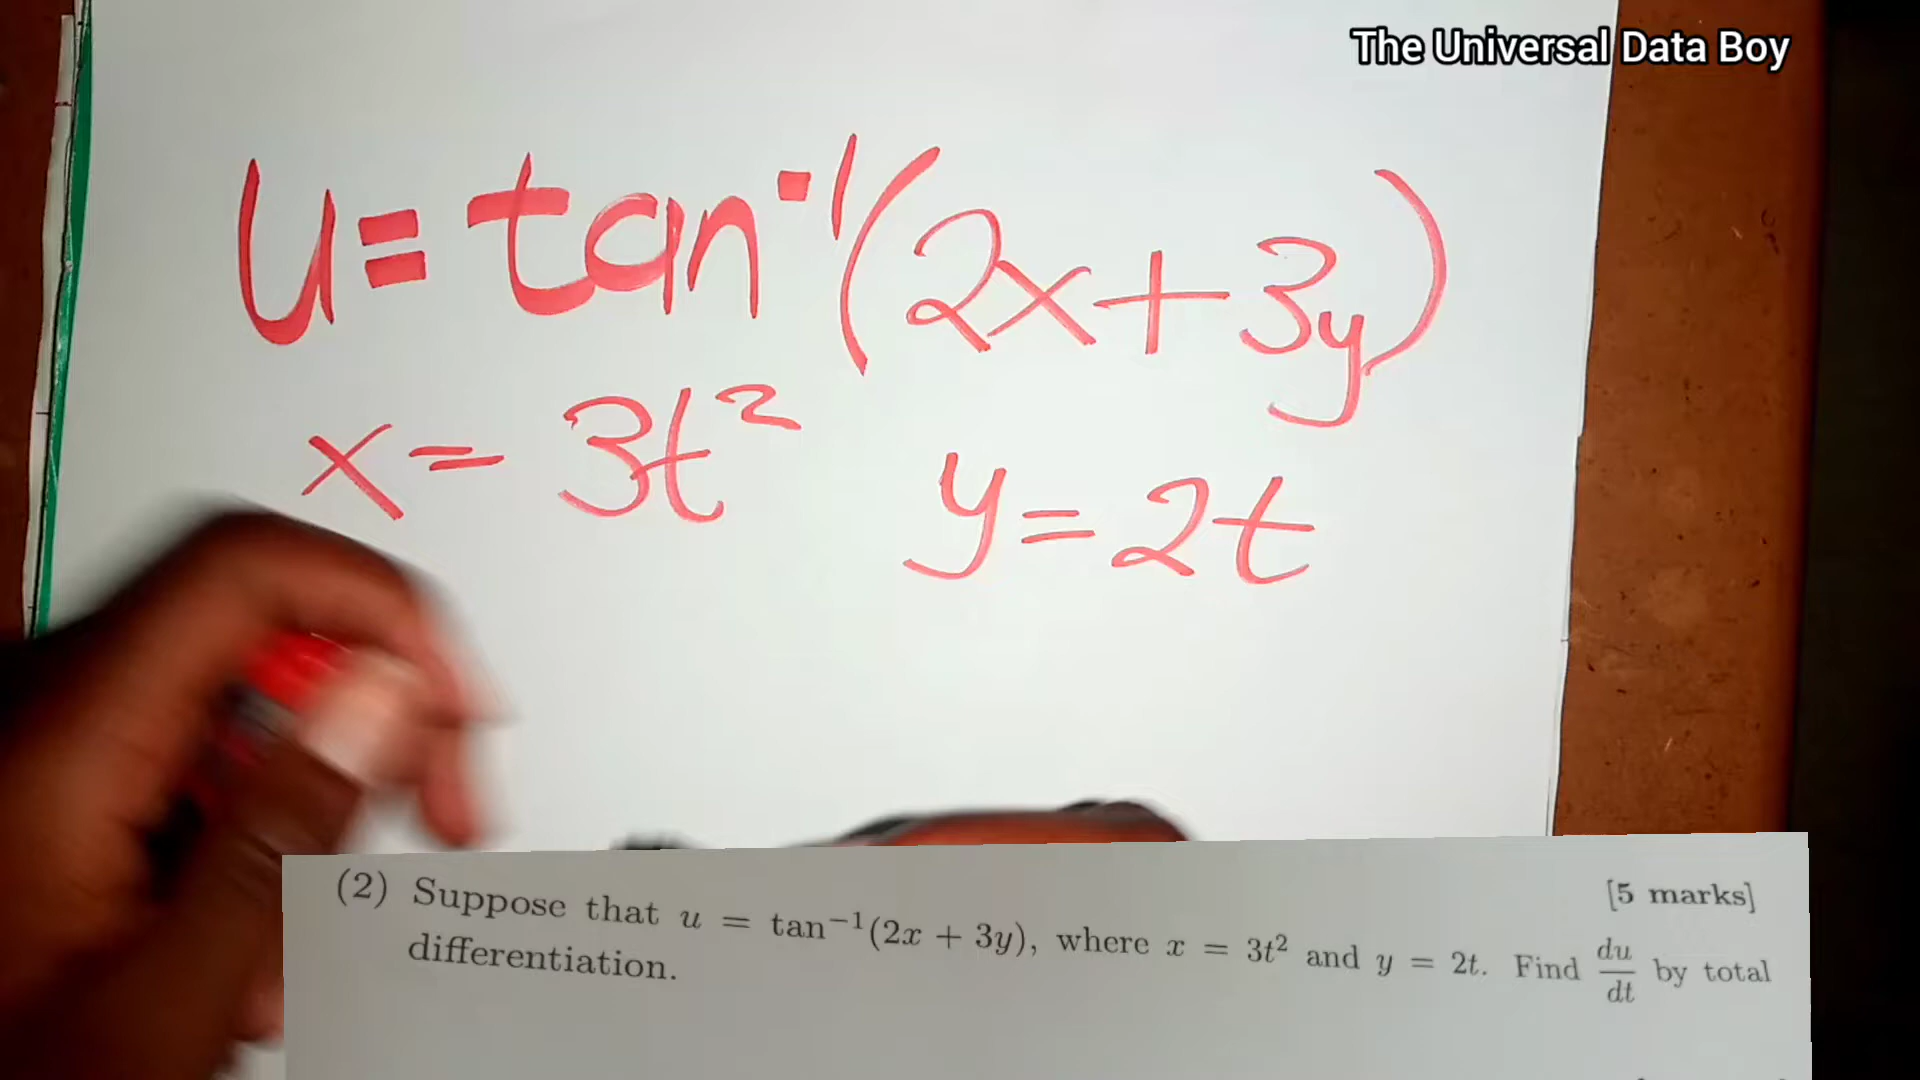 The Universal Data Boy
u = tan⁻¹(2x+3y)
x = 3t² y = 2t
[5 marks]
(2) Suppose that u = tan⁻¹(2x + 3y), where x = 3t² and y = 2t. Find du/dt by total
differentiation.